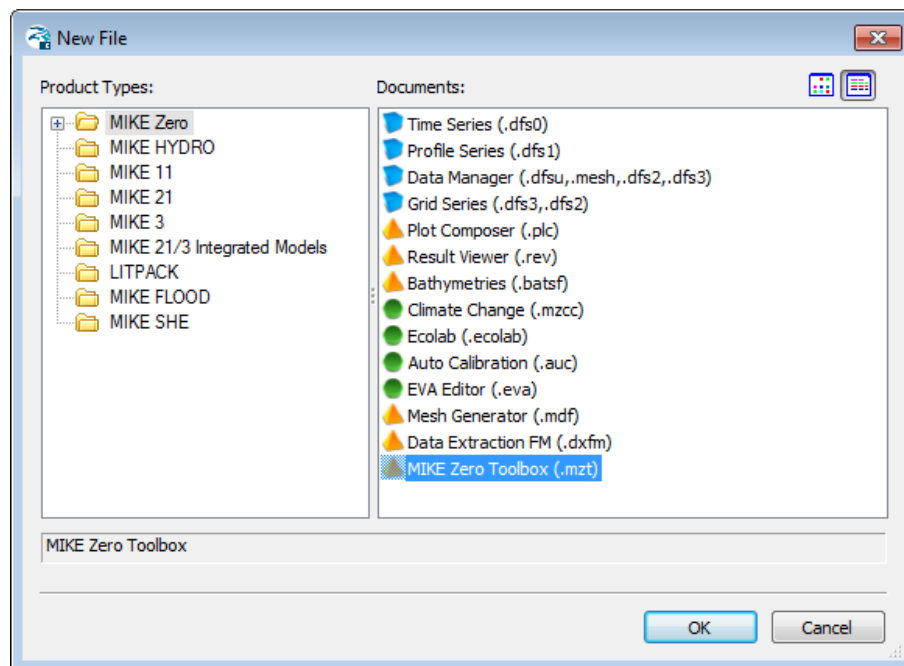 New File
Product Types:
Documents:
MIKE Zero
MIKE HYDRO
MIKE 11
MIKE 21
MIKE 3
MIKE 21/3 Integrated Models
LITPACK
MIKE FLOOD
MIKE SHE
Time Series (.dfs0)
Profile Series (.dfs1)
Data Manager (.dfsu,.mesh,.dfs2,.dfs3)
Grid Series (.dfs3,.dfs2)
Plot Composer (.plc)
Result Viewer (.rev)
Bathymetries (.batsf)
Climate Change (.mzcc)
Ecolab (.ecolab)
Auto Calibration (.auc)
EVA Editor (.eva)
Mesh Generator (.mdf)
Data Extraction FM (.dxfm)
MIKE Zero Toolbox (.mzt)
MIKE Zero Toolbox
OK
Cancel